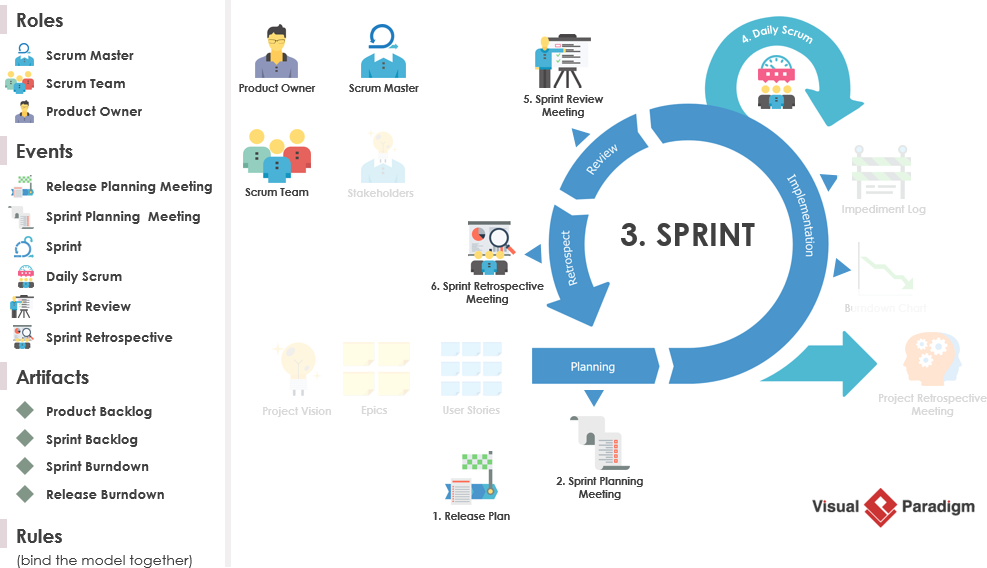 Roles
Scrum Master
Scrum Team
Product Owner
Events
Release Planning Meeting
Sprint Planning Meeting
Sprint
Daily Scrum
Sprint Review
Sprint Retrospective
Artifacts
Product Backlog
Sprint Backlog
Sprint Burndown
Release Burndown
Rules
(bind the model together)
Product Owner
Scrum Master
Scrum Team
Stakeholders
5. Sprint Review
Meeting
4. Daily Scrum
Review
Implementation
Retrospect
3. SPRINT
Planning
Impediment Log
Burndown Chart
6. Sprint Retrospective
Meeting
Project Vision
Epics
User Stories
Project Retrospective
Meeting
2. Sprint Planning
Meeting
1. Release Plan
Visual Paradigm